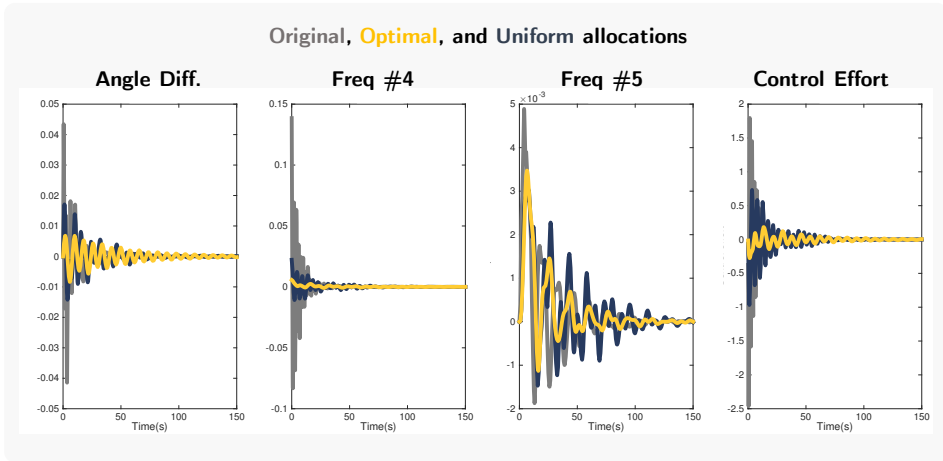 Original, Optimal, and Uniform allocations
Angle Diff.
0.05
0.04
0.03
0.02
0.01
0
-0.01
-0.02
-0.03
-0.04
-0.05
0 50 100 150
Time(s)
Freq #4
0.15
0.1
0.05
0
-0.05
-0.1
0 50 100 150
Time(s)
Freq #5
×10⁻³
5
4
3
2
1
0
-1
-2
0 50 100 150
Time(s)
Control Effort
2
1.5
1
0.5
0
-0.5
-1
-1.5
-2
-2.5
0 50 100 150
Time(s)